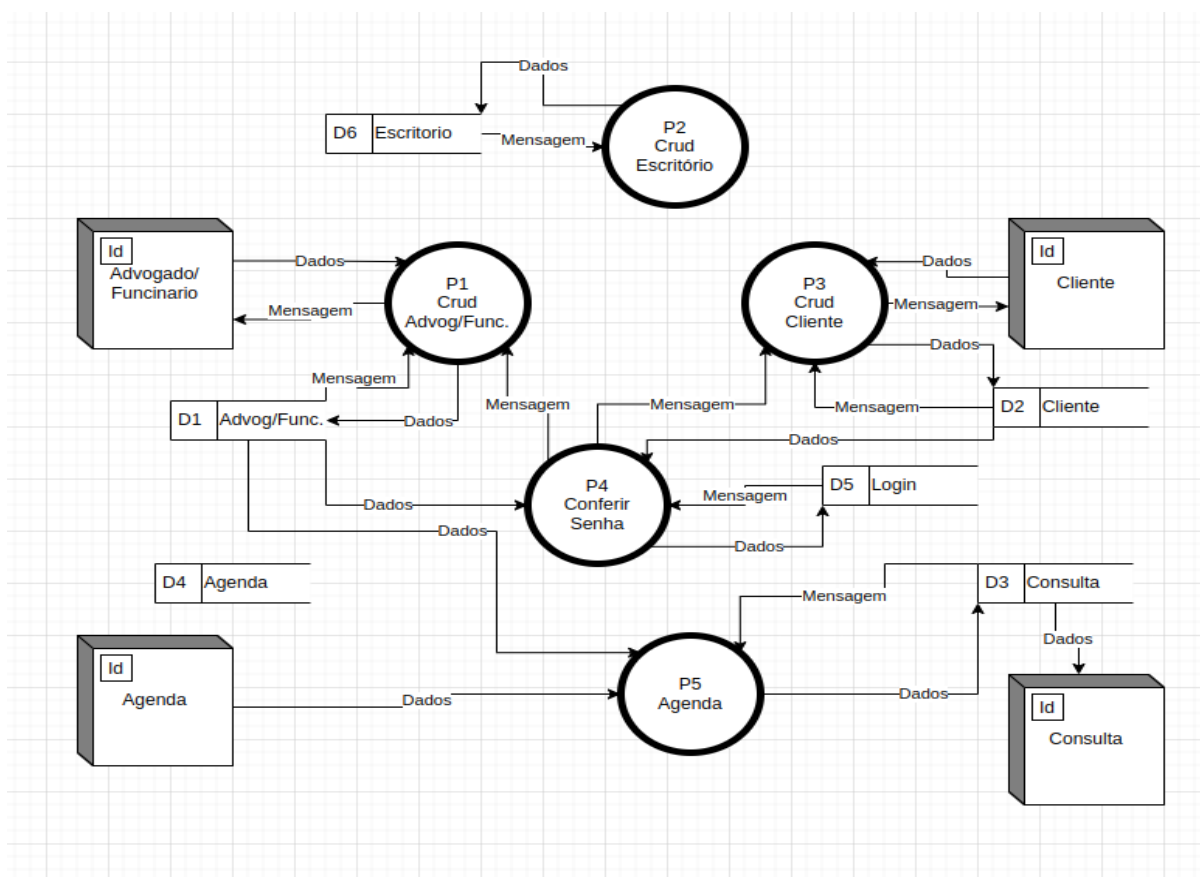 Dados
D6 Escritorio
Mensagem
P2
Crud
Escritório
Id
Advogado/
Funcinario
Dados
Mensagem
P1
Crud
Advog/Func.
P3
Crud
Cliente
Dados
Mensagem
Id
Cliente
Mensagem
D1 Advog/Func.
Dados
Mensagem
Mensagem
Dados
Mensagem
D2 Cliente
Dados
P4
Conferir
Senha
Dados
Dados
Mensagem
D5 Login
Dados
D4 Agenda
Mensagem
D3 Consulta
Dados
Id
Agenda
Dados
P5
Agenda
Dados
Id
Consulta